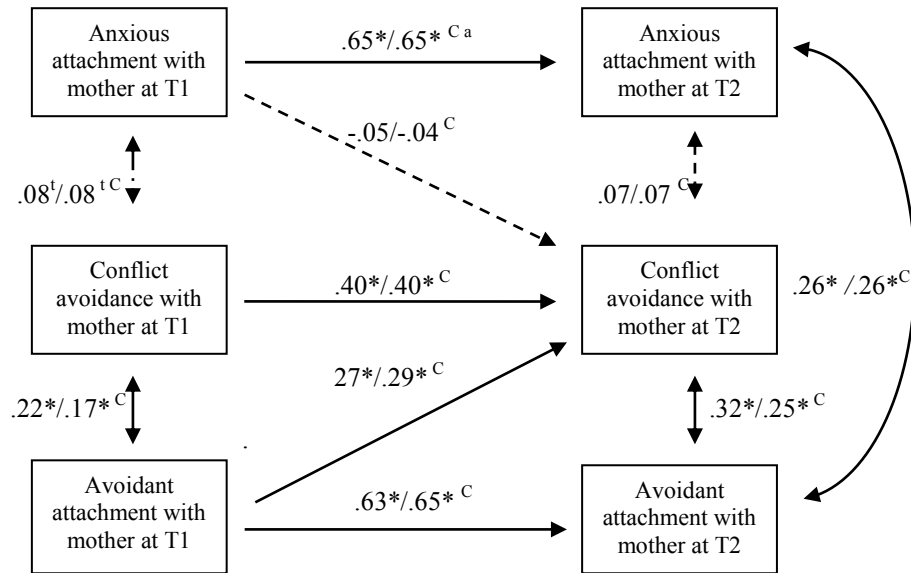 Anxious
attachment with
mother at T1
.65*/.65* C a
Anxious
attachment with
mother at T2
-.05/-.04 C
.08t/.08 t C
.07/.07 C
Conflict
avoidance with
mother at T1
.40*/.40* C
Conflict
avoidance with
mother at T2
.26* /.26*C
27*/.29* C
.22*/.17* C
.32*/.25* C
.
Avoidant
attachment with
mother at T1
.63*/.65* C
Avoidant
attachment with
mother at T2